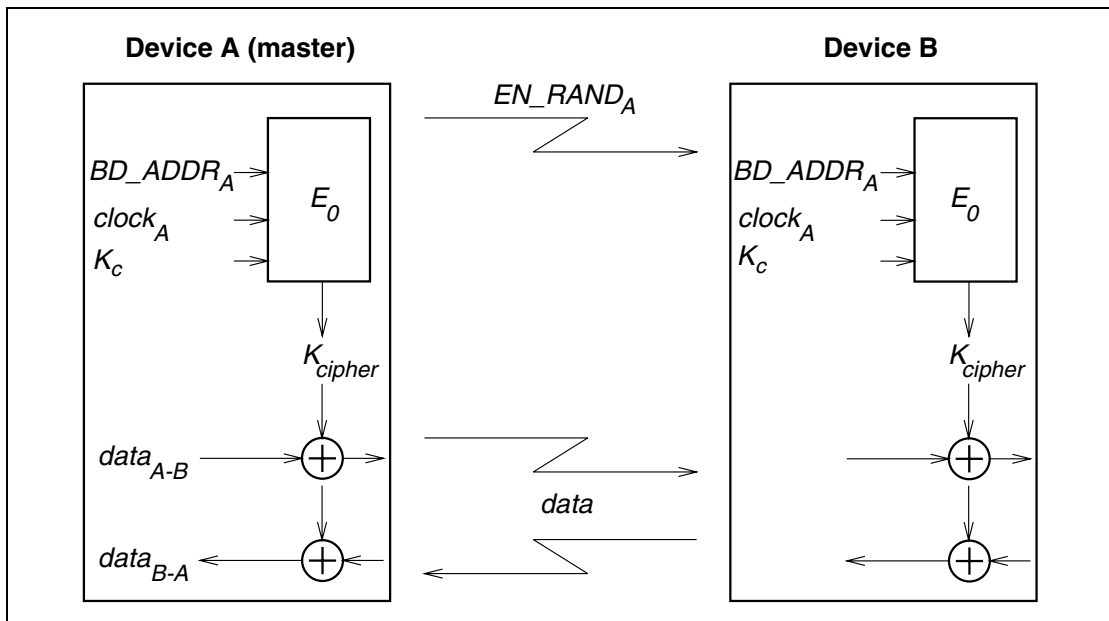 Device A (master)
Device B
EN_RAND_A
BD_ADDR_A
clock_A
K_c
E_0
BD_ADDR_A
clock_A
K_c
E_0
K_cipher
K_cipher
data_A-B
data
data_B-A